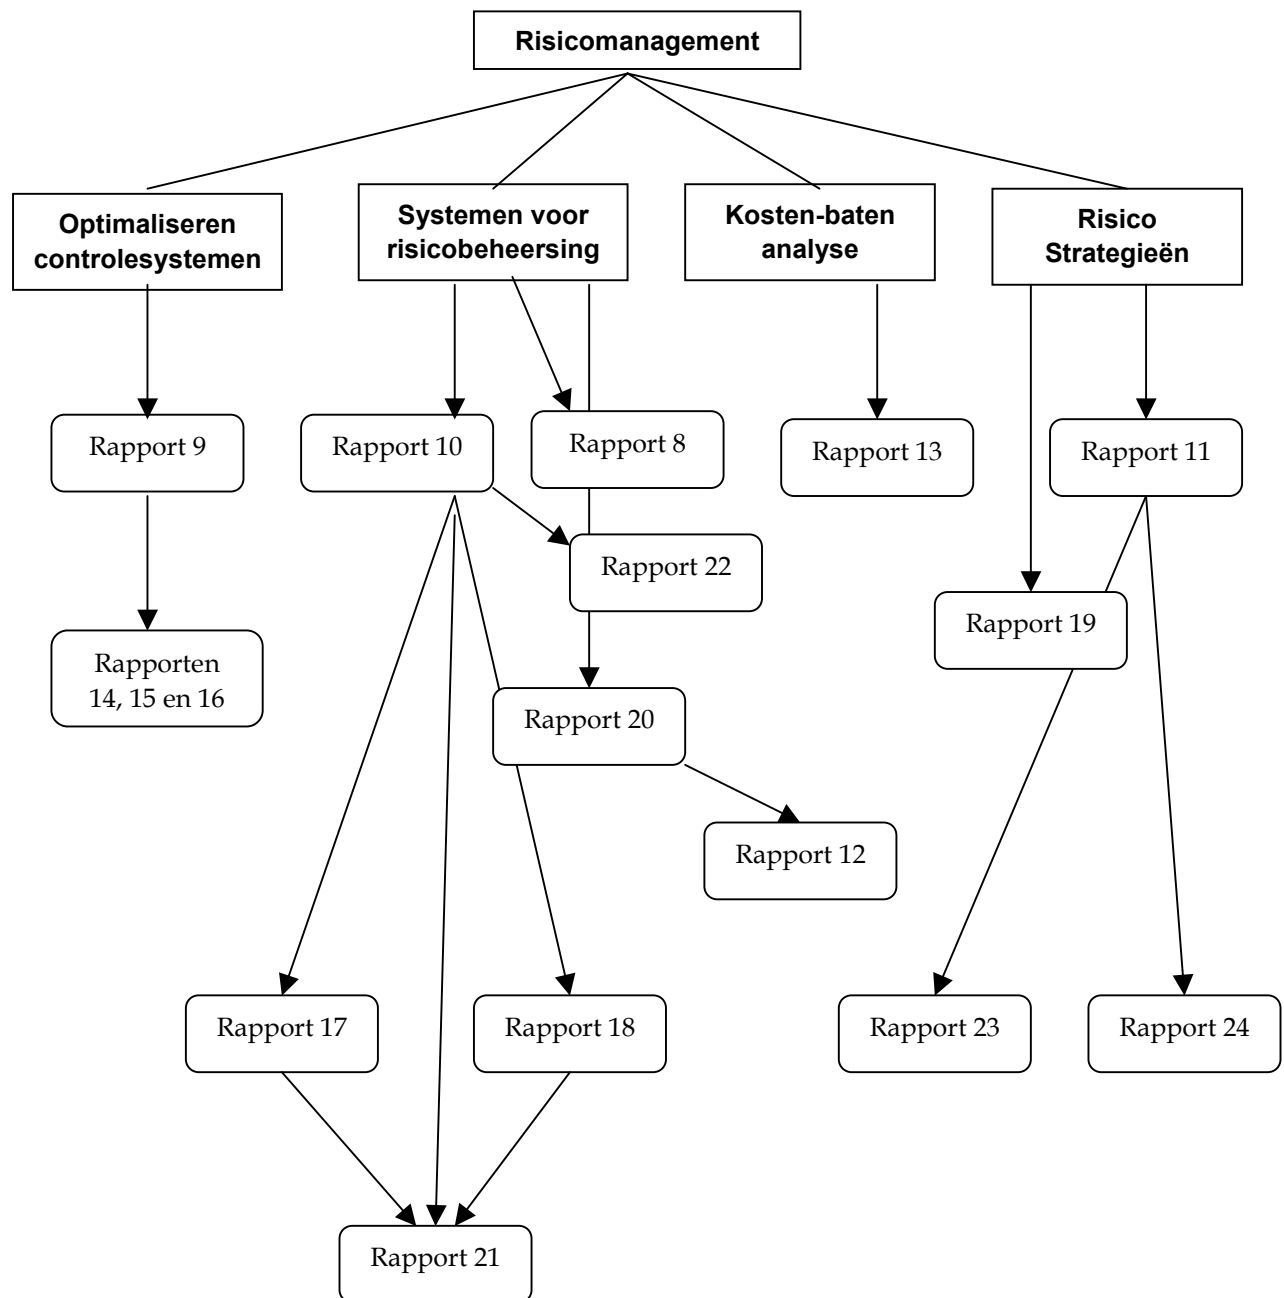 Risicomanagement
Optimaliseren
controlesystemen
Systemen voor
risicobeheersing
Kosten-baten
analyse
Risico
Strategieën
Rapport 9
Rapport 10
Rapport 8
Rapport 13
Rapport 11
Rapport 22
Rapport 19
Rapporten
14, 15 en 16
Rapport 20
Rapport 12
Rapport 17
Rapport 18
Rapport 23
Rapport 24
Rapport 21